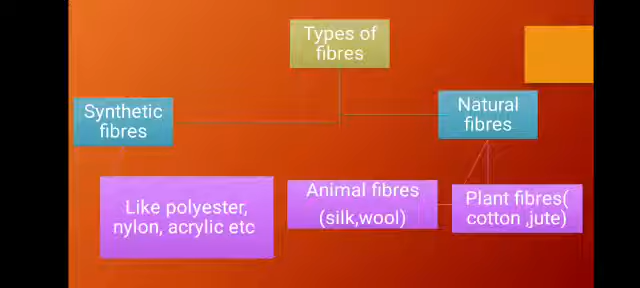 Types of
fibres
Synthetic
fibres
Natural
fibres
Like polyester,
nylon, acrylic etc
Animal fibres
(silk,wool)
Plant fibres(
cotton ,jute)